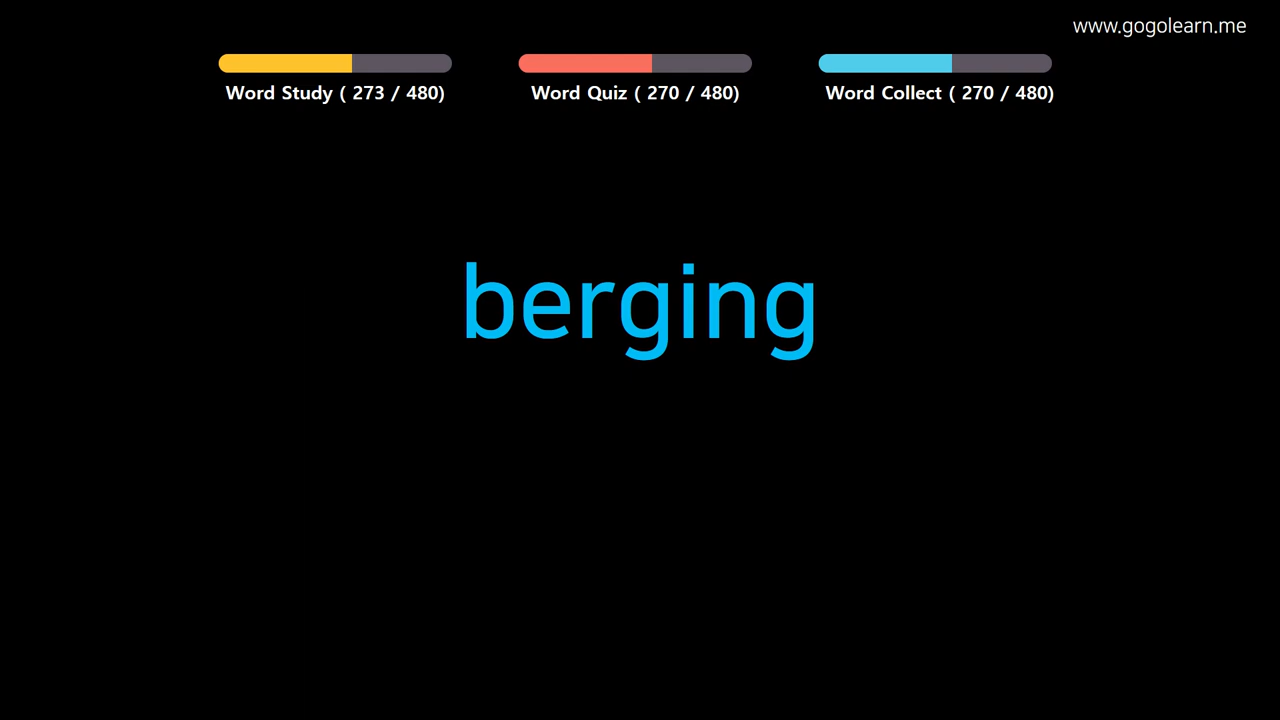 www.gogolearn.me
Word Study ( 273 / 480)
Word Quiz ( 270 / 480)
Word Collect ( 270 / 480)
berging